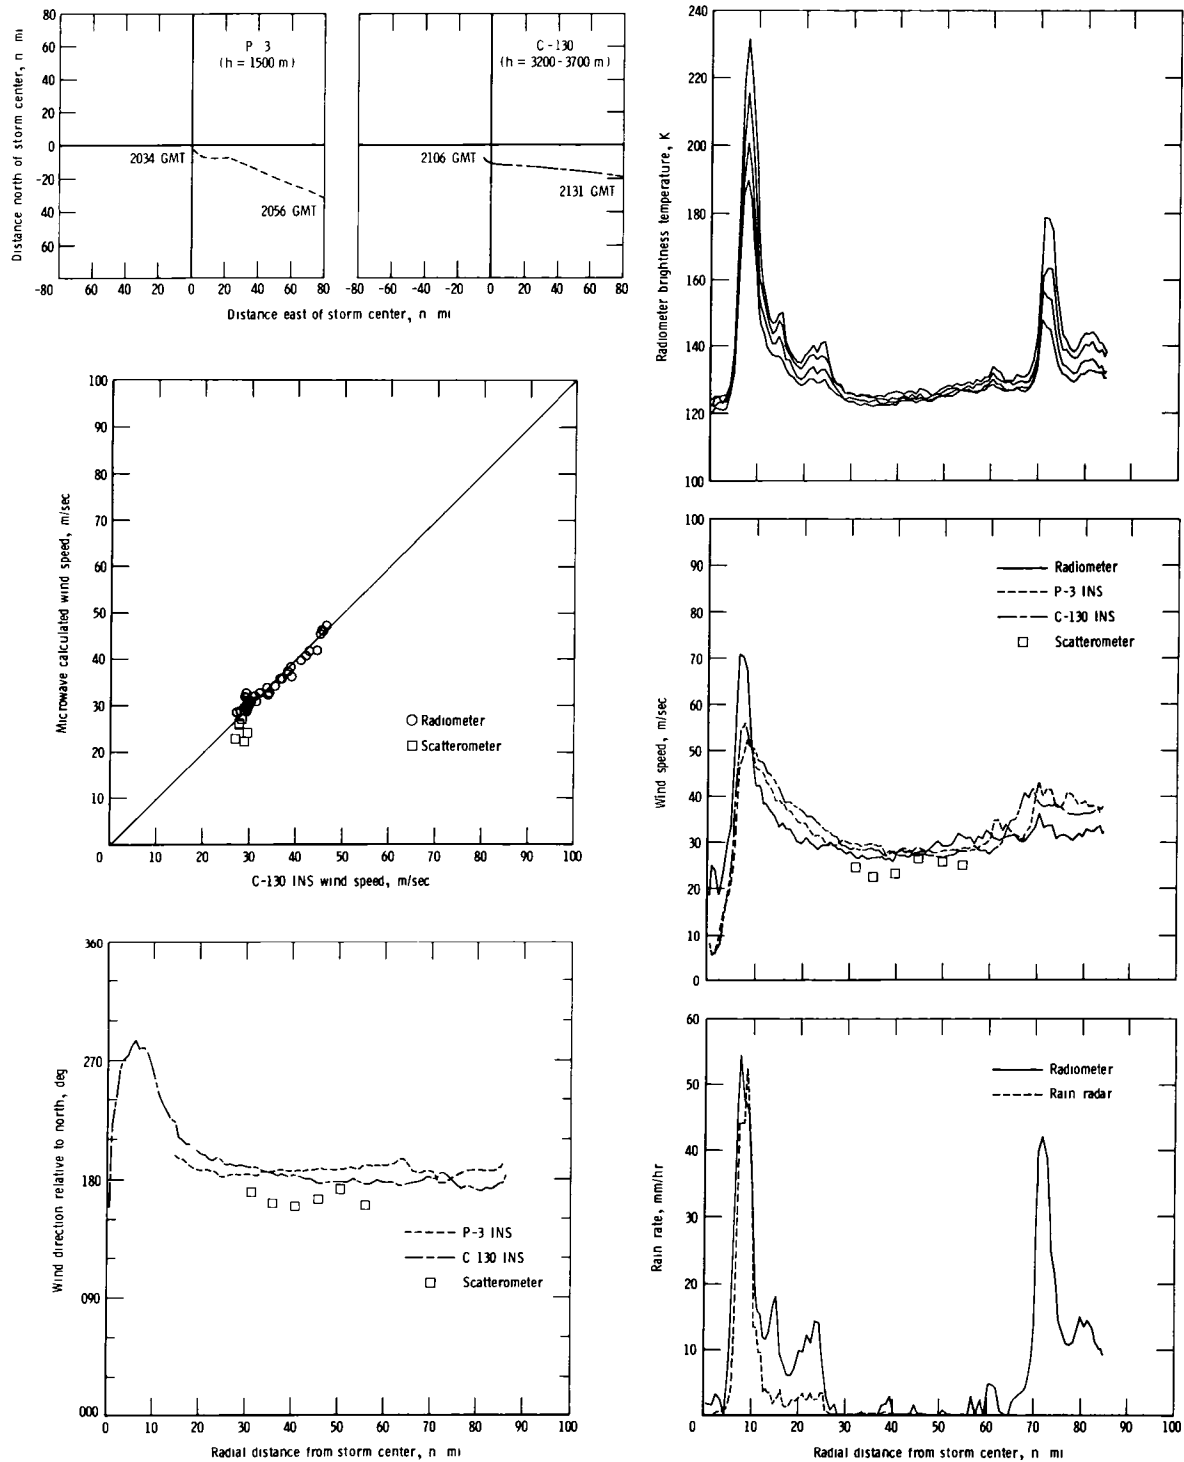 80
60
40
20
0
-20
-40
60
80
Distance north of storm center, n mi
P 3
(h = 1500 m)
2034 GMT
2056 GMT
-80 60 40 20 0 20 40 60 80
C-130
(h = 3200-3700 m)
2106 GMT
2131 GMT
-80 -60 -40 -20 0 20 40 60 80
Distance east of storm center, n mi
Radiometer brightness temperature, K
240
220
200
180
160
140
120
100
Microwave calculated wind speed, m/sec
100
90
80
70
60
50
40
30
20
10
Radiometer
Scatterometer
0 10 20 30 40 50 60 70 80 90 100
C-130 INS wind speed, m/sec
Wind speed, m/sec
100
90
80
70
60
50
40
30
20
10
0
Radiometer
P-3 INS
C-130 INS
Scatterometer
Wind direction relative to north, deg
360
270
180
090
000
P-3 INS
C 130 INS
Scatterometer
0 10 20 30 40 50 60 70 80 90 100
Radial distance from storm center, n mi
Rain rate, mm/hr
60
50
40
30
20
10
Radiometer
Rain radar
0 10 20 30 40 50 60 70 80 90 100
Radial distance from storm center, n mi